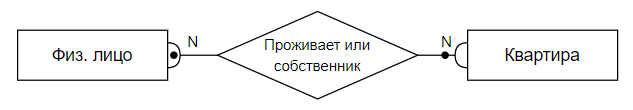 Физ. лицо
N
Проживает или
собственник
N
Квартира